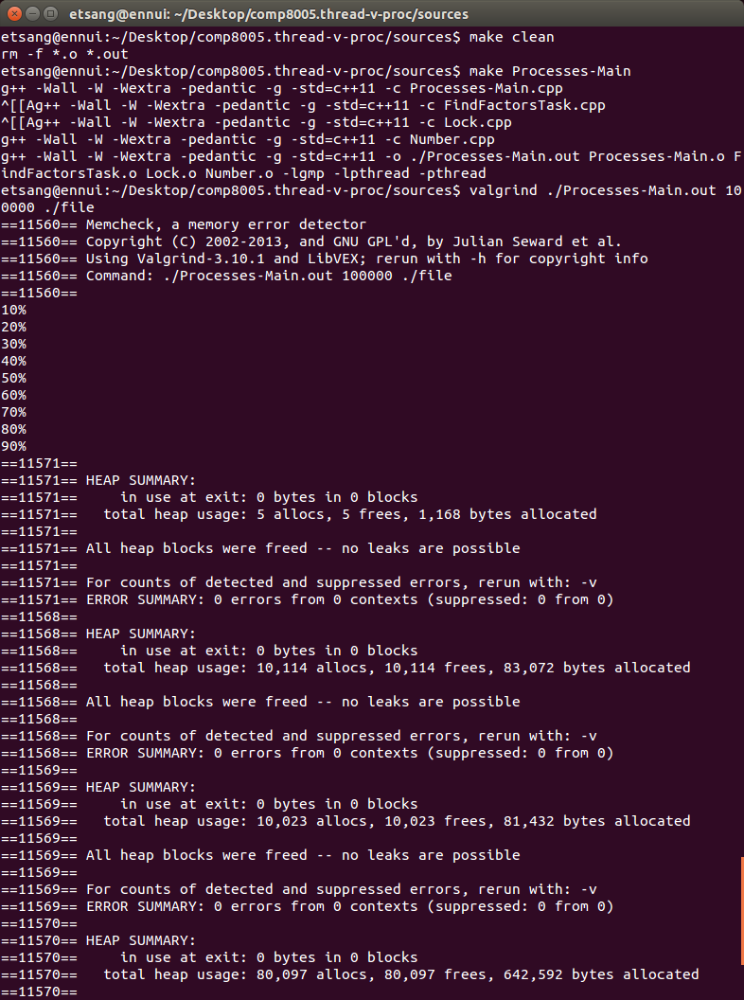 etsang@ennui: ~/Desktop/comp8005.thread-v-proc/sources
etsang@ennui:~/Desktop/comp8005.thread-v-proc/sources$ make clean
rm -f *.o *.out
etsang@ennui:~/Desktop/comp8005.thread-v-proc/sources$ make Processes-Main
g++ -Wall -W -Wextra -pedantic -g -std=c++11 -c Processes-Main.cpp
^[[Ag++ -Wall -W -Wextra -pedantic -g -std=c++11 -c FindFactorsTask.cpp
^[[Ag++ -Wall -W -Wextra -pedantic -g -std=c++11 -c Lock.cpp
g++ -Wall -W -Wextra -pedantic -g -std=c++11 -c Number.cpp
g++ -Wall -W -Wextra -pedantic -g -std=c++11 -o ./Processes-Main.out Processes-Main.o F
indFactorsTask.o Lock.o Number.o -lgmp -lpthread -pthread
etsang@ennui:~/Desktop/comp8005.thread-v-proc/sources$ valgrind ./Processes-Main.out 10
0000 ./file
==11560== Memcheck, a memory error detector
==11560== Copyright (C) 2002-2013, and GNU GPL'd, by Julian Seward et al.
==11560== Using Valgrind-3.10.1 and LibVEX; rerun with -h for copyright info
==11560== Command: ./Processes-Main.out 100000 ./file
==11560==
10%
20%
30%
40%
50%
60%
70%
80%
90%
==11571==
==11571== HEAP SUMMARY:
==11571==     in use at exit: 0 bytes in 0 blocks
==11571==   total heap usage: 5 allocs, 5 frees, 1,168 bytes allocated
==11571==
==11571== All heap blocks were freed -- no leaks are possible
==11571==
==11571== For counts of detected and suppressed errors, rerun with: -v
==11571== ERROR SUMMARY: 0 errors from 0 contexts (suppressed: 0 from 0)
==11568==
==11568== HEAP SUMMARY:
==11568==     in use at exit: 0 bytes in 0 blocks
==11568==   total heap usage: 10,114 allocs, 10,114 frees, 83,072 bytes allocated
==11568==
==11568== All heap blocks were freed -- no leaks are possible
==11568==
==11568== For counts of detected and suppressed errors, rerun with: -v
==11568== ERROR SUMMARY: 0 errors from 0 contexts (suppressed: 0 from 0)
==11569==
==11569== HEAP SUMMARY:
==11569==     in use at exit: 0 bytes in 0 blocks
==11569==   total heap usage: 10,023 allocs, 10,023 frees, 81,432 bytes allocated
==11569==
==11569== All heap blocks were freed -- no leaks are possible
==11569==
==11569== For counts of detected and suppressed errors, rerun with: -v
==11569== ERROR SUMMARY: 0 errors from 0 contexts (suppressed: 0 from 0)
==11570==
==11570== HEAP SUMMARY:
==11570==     in use at exit: 0 bytes in 0 blocks
==11570==   total heap usage: 80,097 allocs, 80,097 frees, 642,592 bytes allocated
==11570==